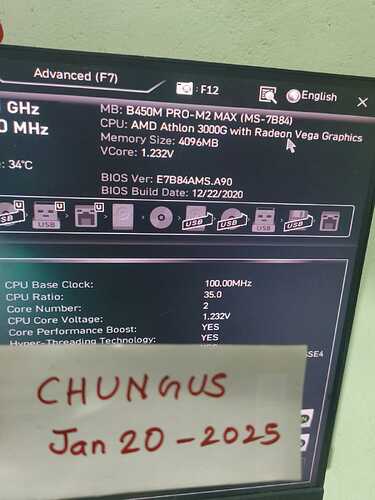 Advanced (F7)
: F12
English
GHz
MHz
: 34°C
MB: B450M PRO-M2 MAX (MS-7B84)
CPU: AMD Athlon 3000G with Radeon Vega Graphics
Memory Size: 4096MB
VCore: 1.232V
BIOS Ver: E7B84AMS.A90
BIOS Build Date: 12/22/2020
U U
USB USB USB USB USB USB
CPU Base Clock: 100.00MHz
CPU Ratio: 35.0
Core Number: 2
CPU Core Voltage: 1.232V
Core Performance Boost: YES
Hyper-Threading Technology:
SSE4
CHUNGUS
Jan 20-2025